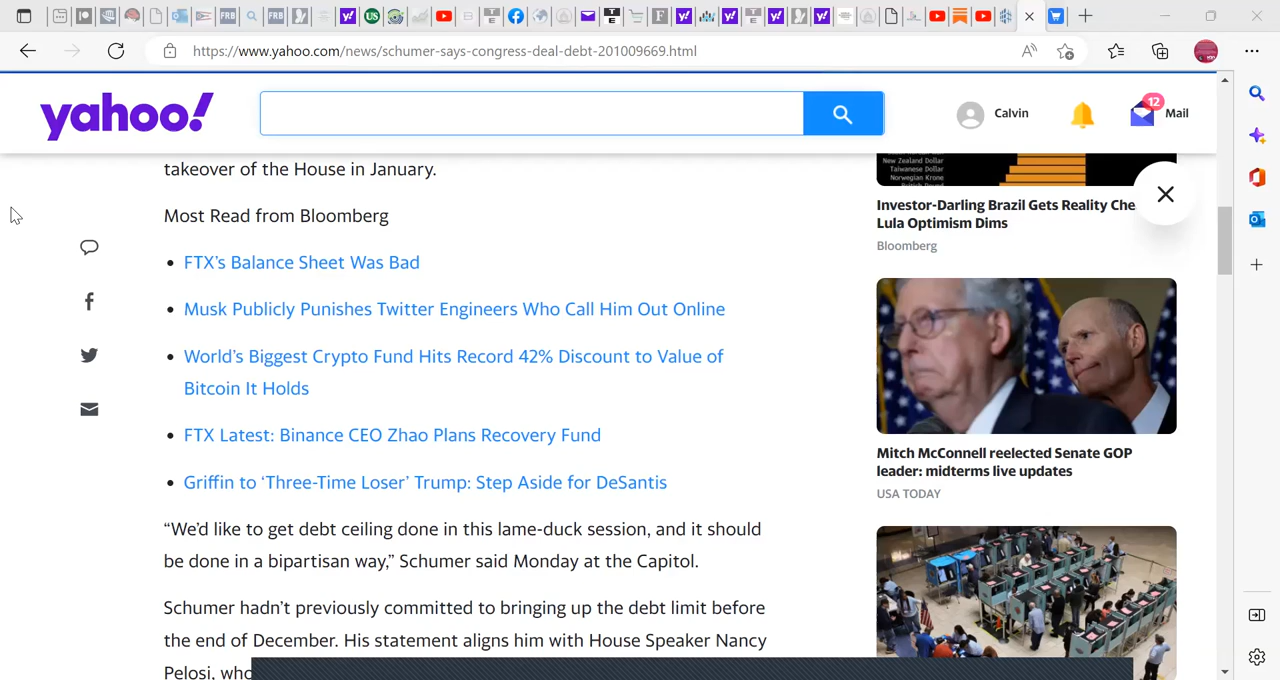 https://www.yahoo.com/news/schumer-says-congress-deal-debt-201009669.html
yahoo!
Calvin
12
Mail
takeover of the House in January.
Most Read from Bloomberg
• FTX's Balance Sheet Was Bad
• Musk Publicly Punishes Twitter Engineers Who Call Him Out Online
• World's Biggest Crypto Fund Hits Record 42% Discount to Value of
Bitcoin It Holds
• FTX Latest: Binance CEO Zhao Plans Recovery Fund
• Griffin to ‘Three-Time Loser’ Trump: Step Aside for DeSantis
“We’d like to get debt ceiling done in this lame-duck session, and it should
be done in a bipartisan way,” Schumer said Monday at the Capitol.
Schumer hadn’t previously committed to bringing up the debt limit before
the end of December. His statement aligns him with House Speaker Nancy
Pelosi, who
New Zealand Dollar
Taiwanese Dollar
Norwegian Krone
Investor-Darling Brazil Gets Reality Che
Lula Optimism Dims
Bloomberg
Mitch McConnell reelected Senate GOP
leader: midterms live updates
USA TODAY